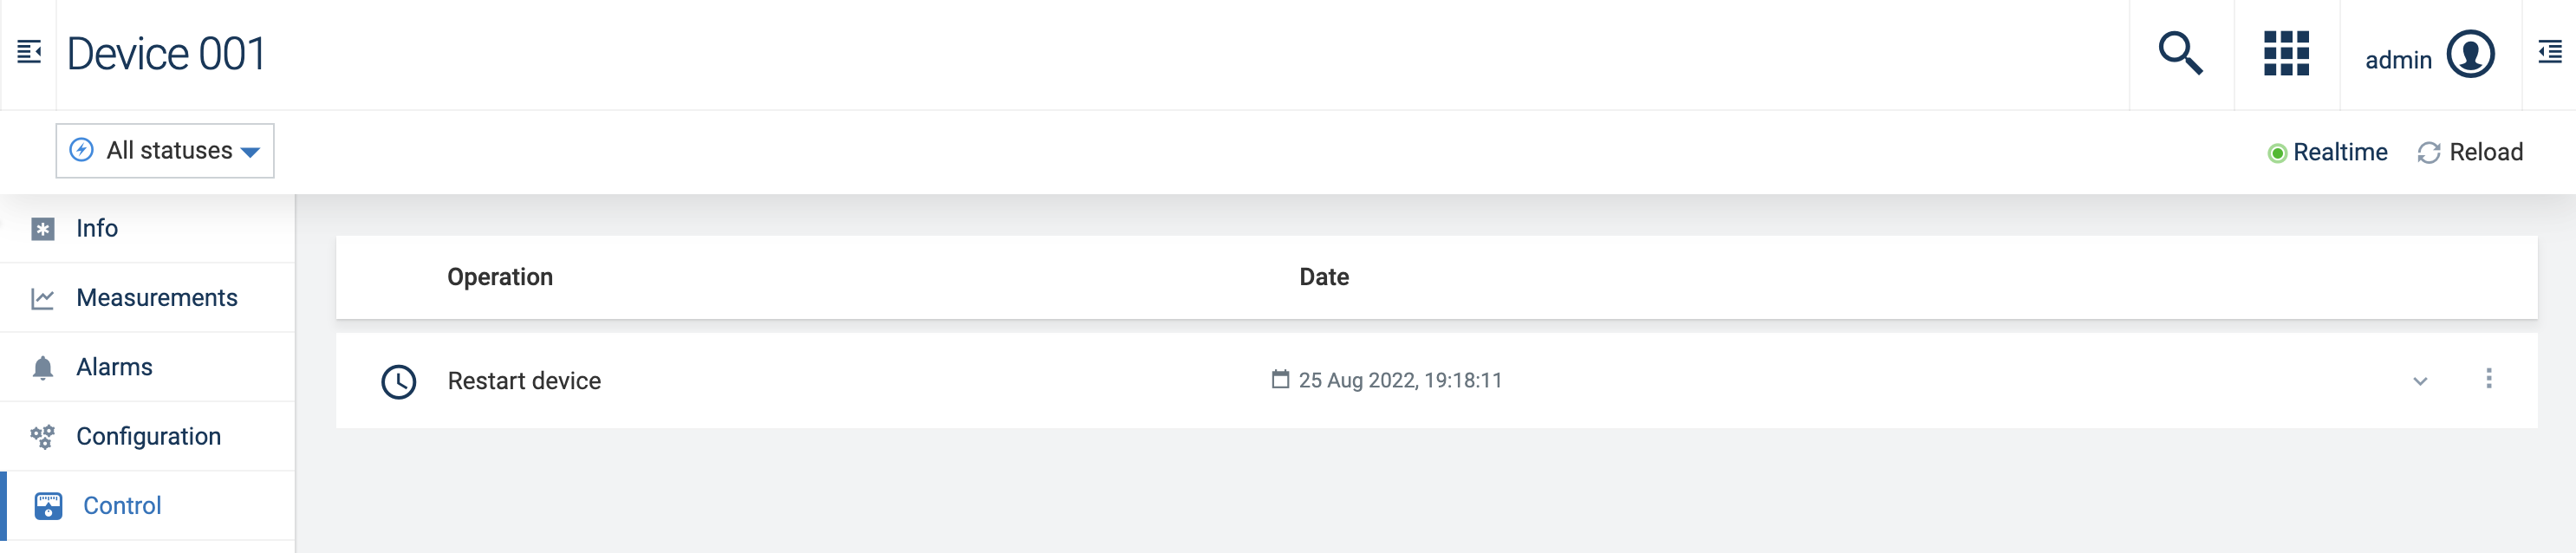 Device 001
admin
All statuses
Realtime
Reload
Info
Measurements
Alarms
Configuration
Control
Operation
Date
Restart device
25 Aug 2022, 19:18:11